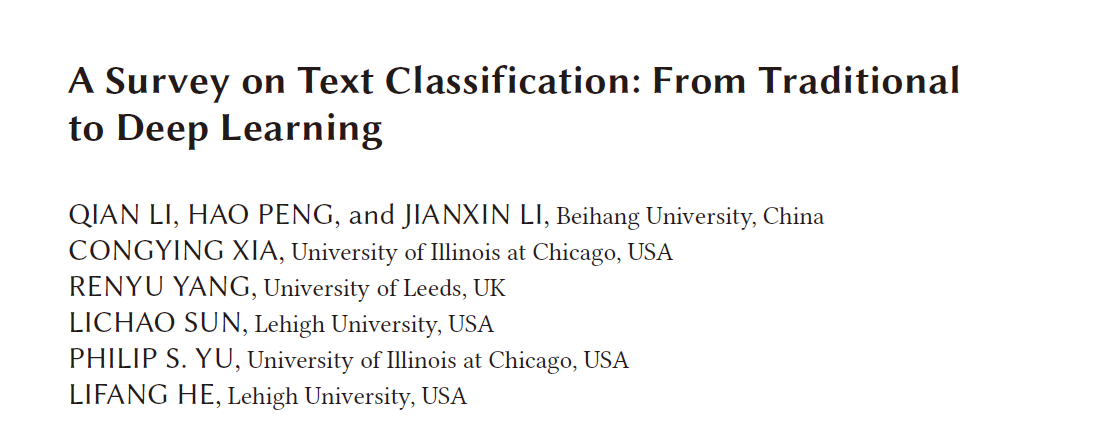 A Survey on Text Classification: From Traditional
to Deep Learning
QIAN LI, HAO PENG, and JIANXIN LI, Beihang University, China
CONGYING XIA, University of Illinois at Chicago, USA
RENYU YANG, University of Leeds, UK
LICHAO SUN, Lehigh University, USA
PHILIP S. YU, University of Illinois at Chicago, USA
LIFANG HE, Lehigh University, USA